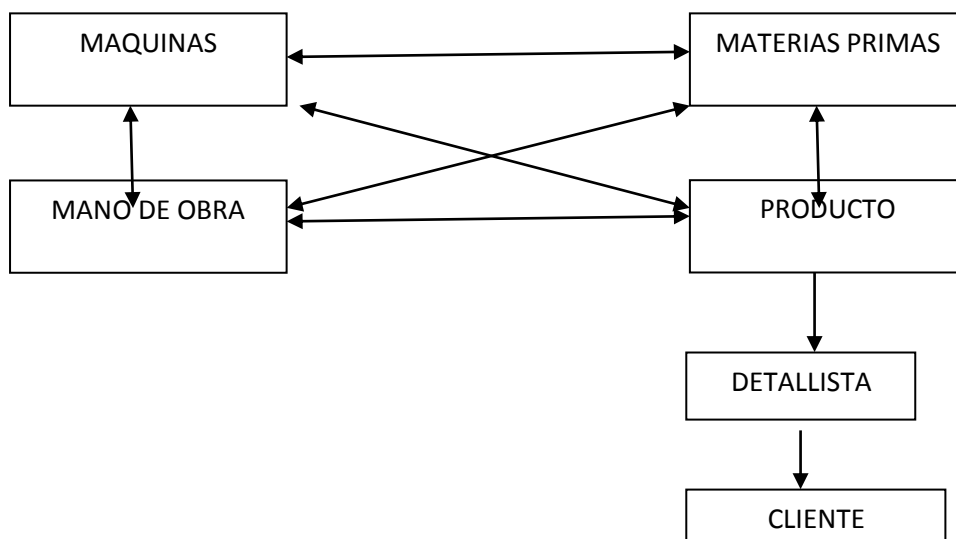 MAQUINAS
MATERIAS PRIMAS
MANO DE OBRA
PRODUCTO
DETALLISTA
CLIENTE